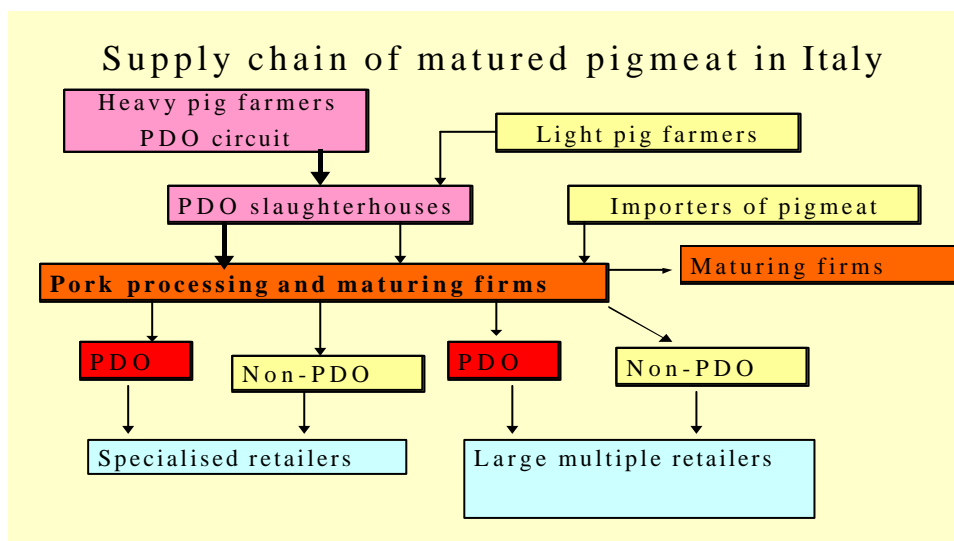 Supply chain of matured pigmeat in Italy
Heavy pig farmers
PDO circuit
Light pig farmers
PDO slaughterhouses
Importers of pigmeat
Maturing firms
Pork processing and maturing firms
PDO
Non-PDO
PDO
Non-PDO
Specialised retailers
Large multiple retailers